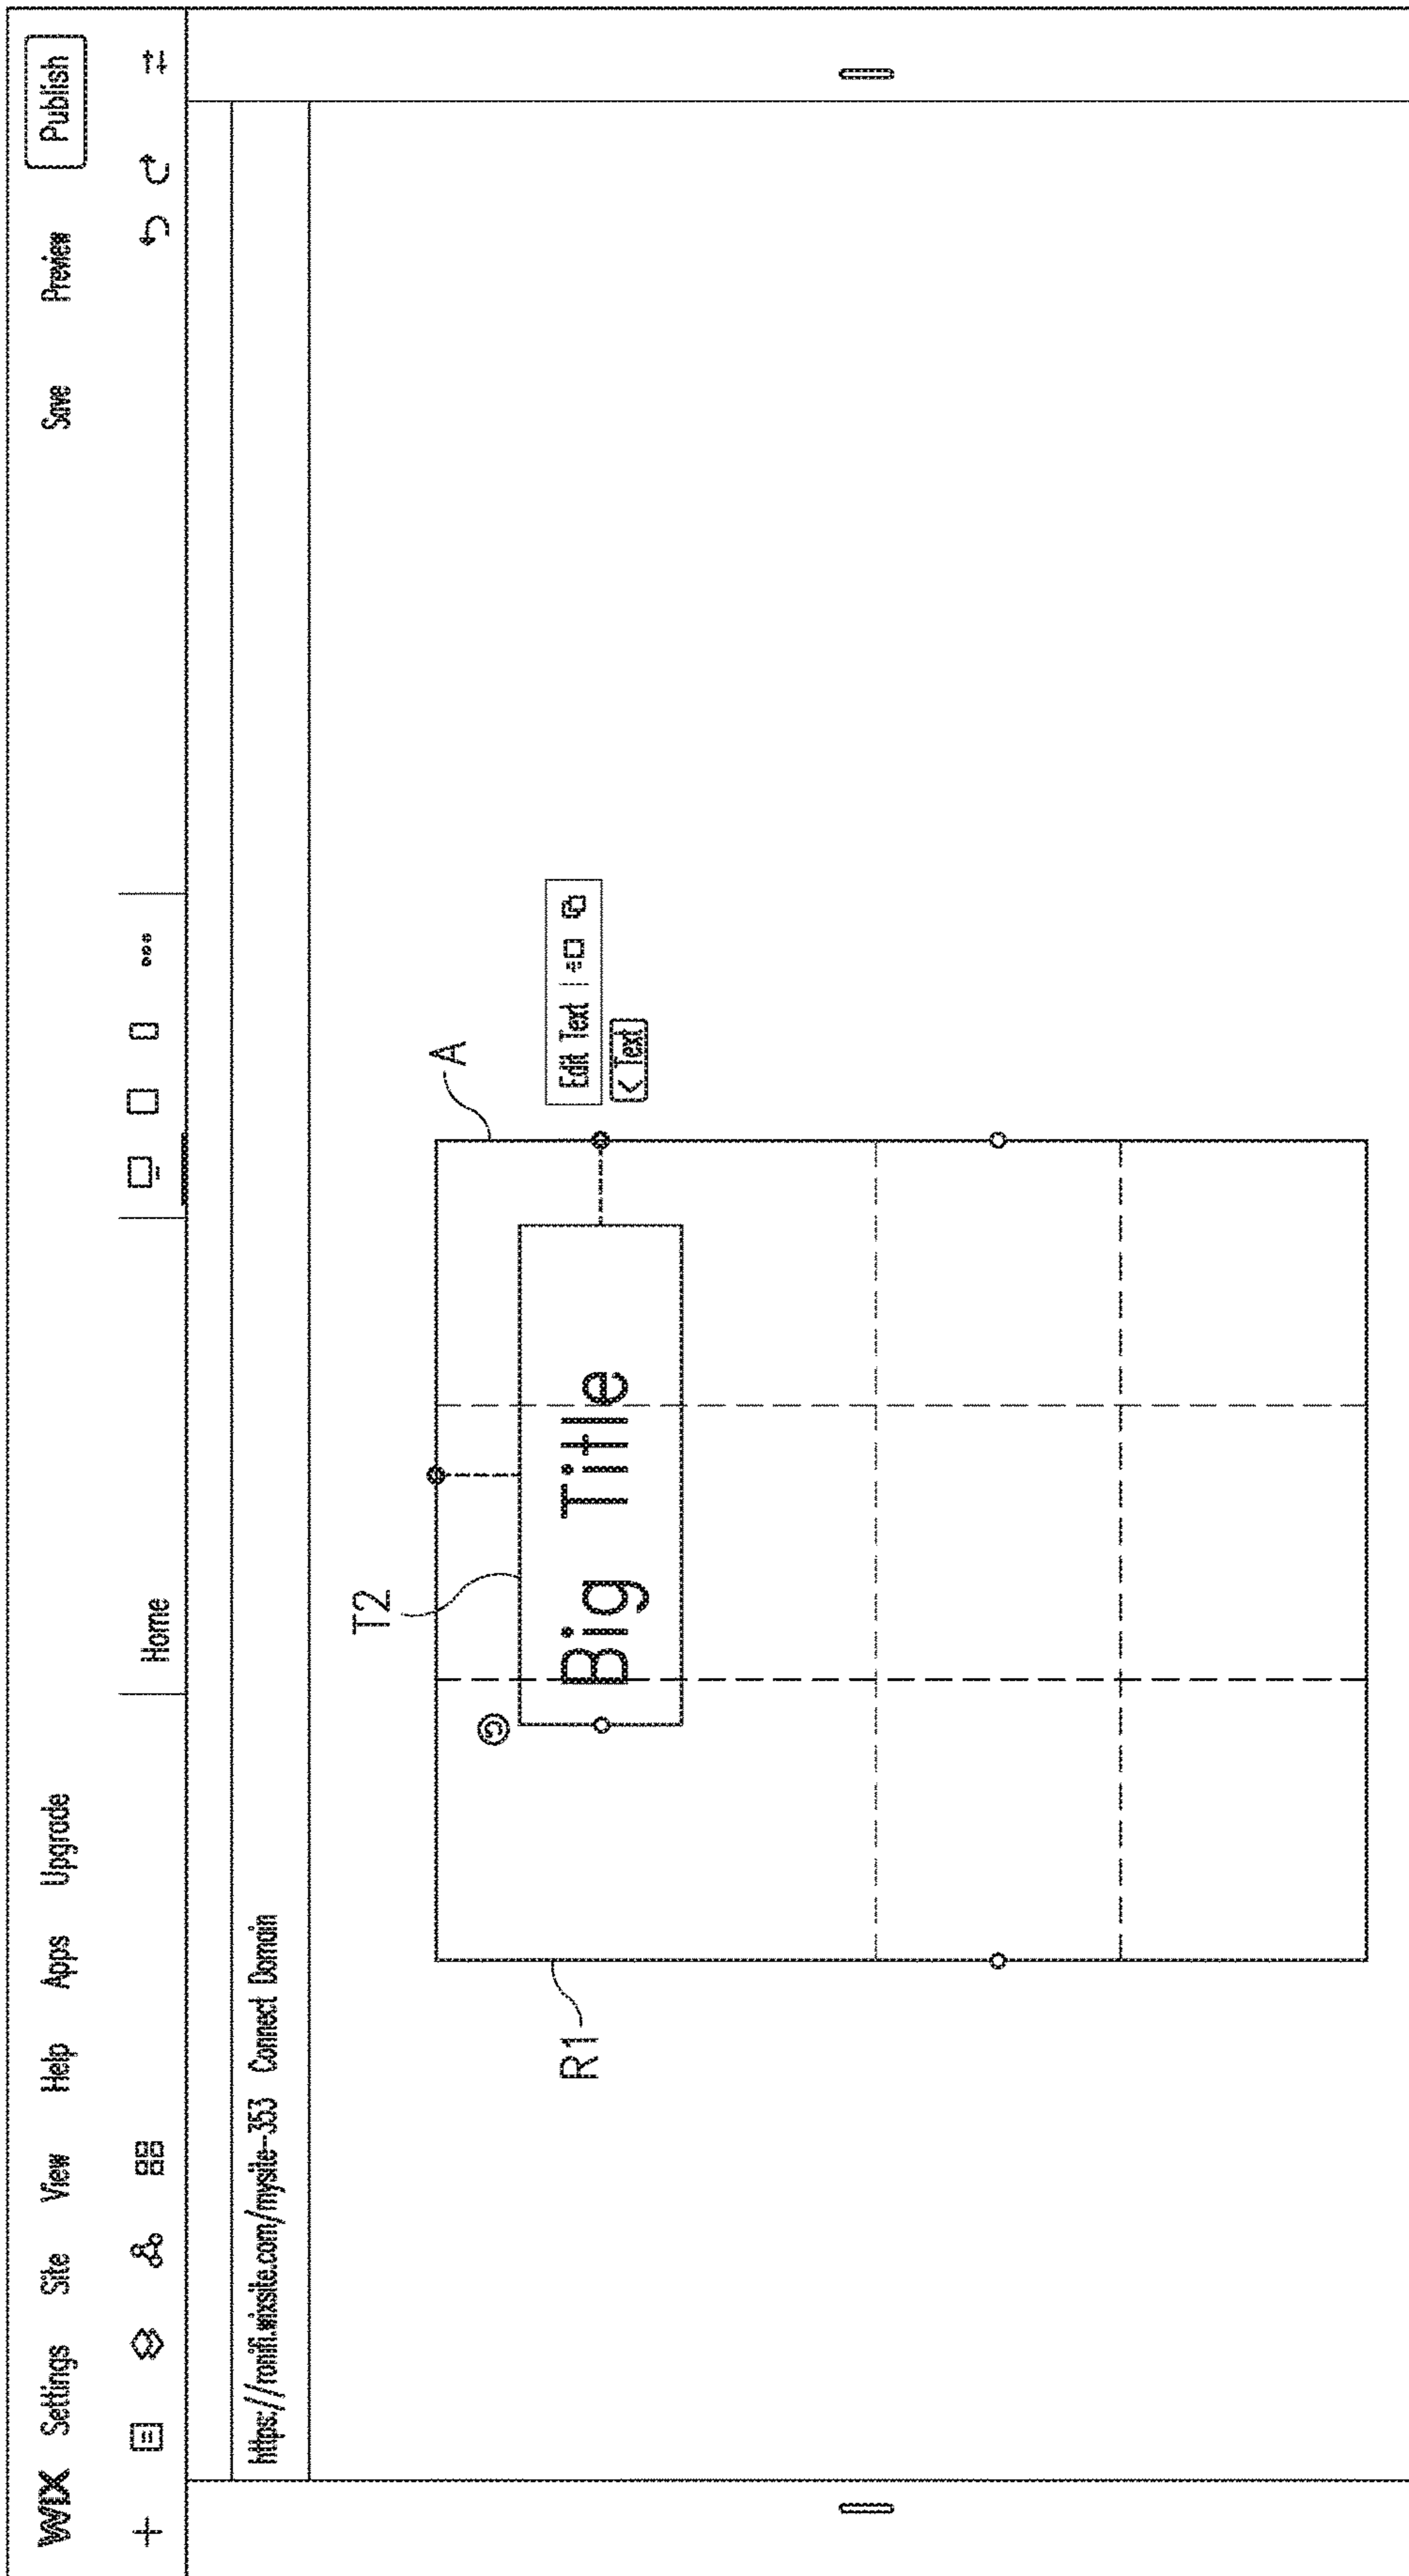 WIX Settings Site View Help Apps Upgrade Save Preview Publish
Home
https://ronifi.wixsite.com/mysite-353 Connect Domain
T2
A
G
Edit Text
< Text
Big Title
R1